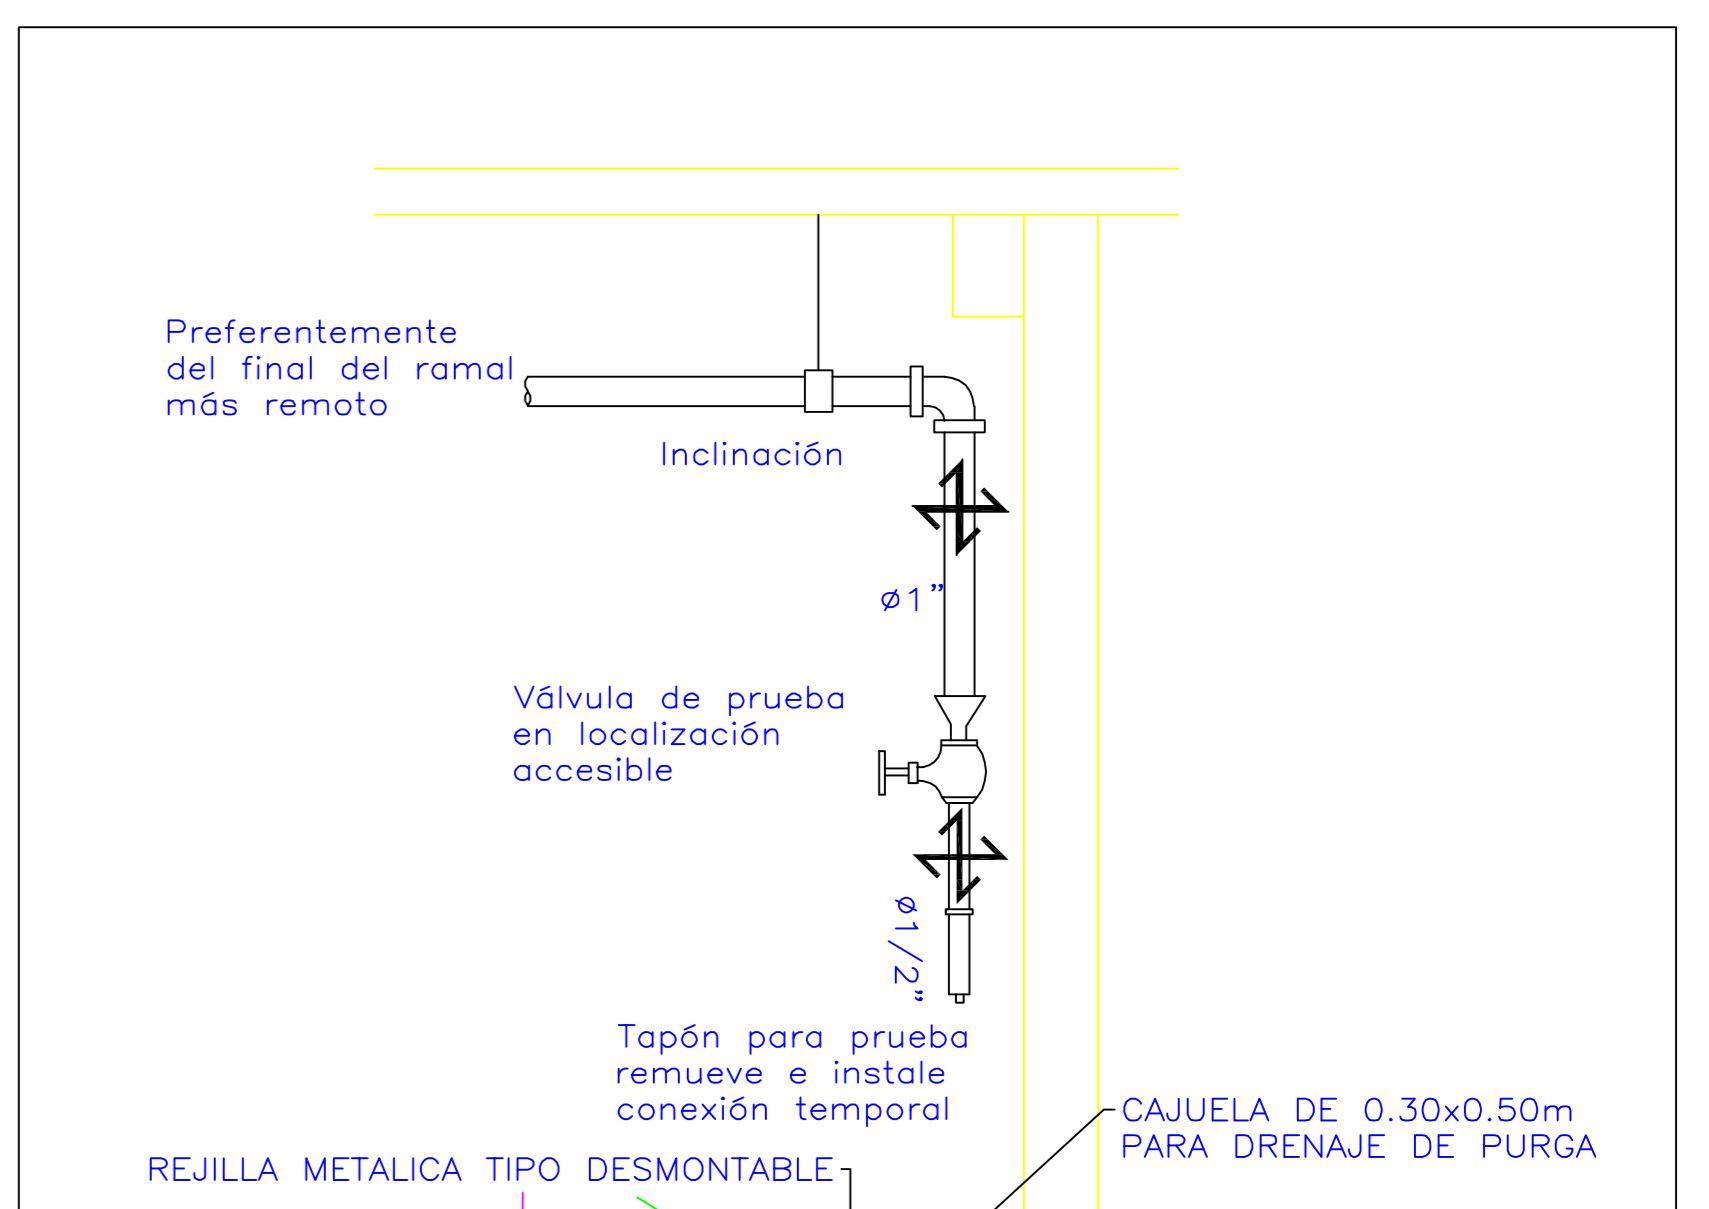 Preferentemente
del final del ramal
más remoto
Inclinación
ø1”
Válvula de prueba
en localización
accesible
ø1/2”
Tapón para prueba
remueve e instale
conexión temporal
CAJUELA DE 0.30x0.50m
PARA DRENAJE DE PURGA
REJILLA METALICA TIPO DESMONTABLE